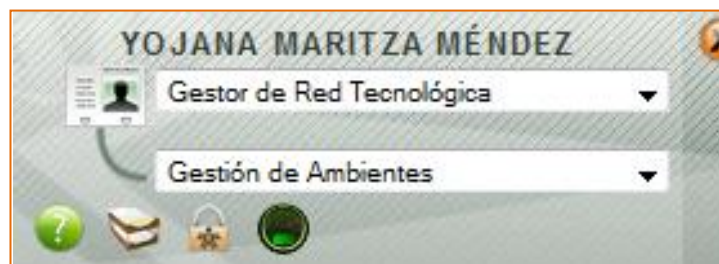 YOJANA MARITZA MÉNDEZ
Gestor de Red Tecnológica
Gestión de Ambientes
?